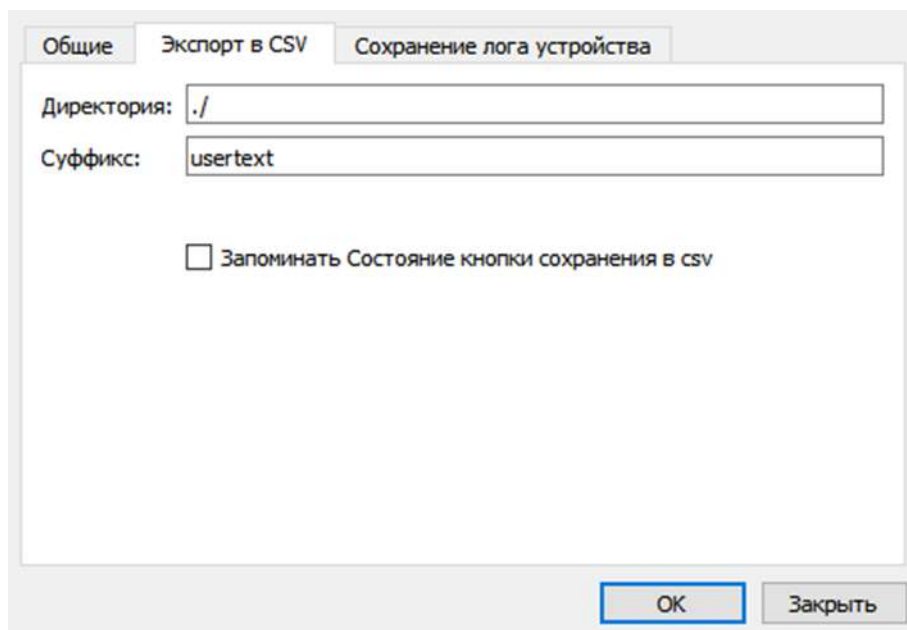 Общие Экспорт в CSV Сохранение лога устройства
Директория: ./
Суффикс: usertext
Запоминать Состояние кнопки сохранения в csv
OK Закрыть